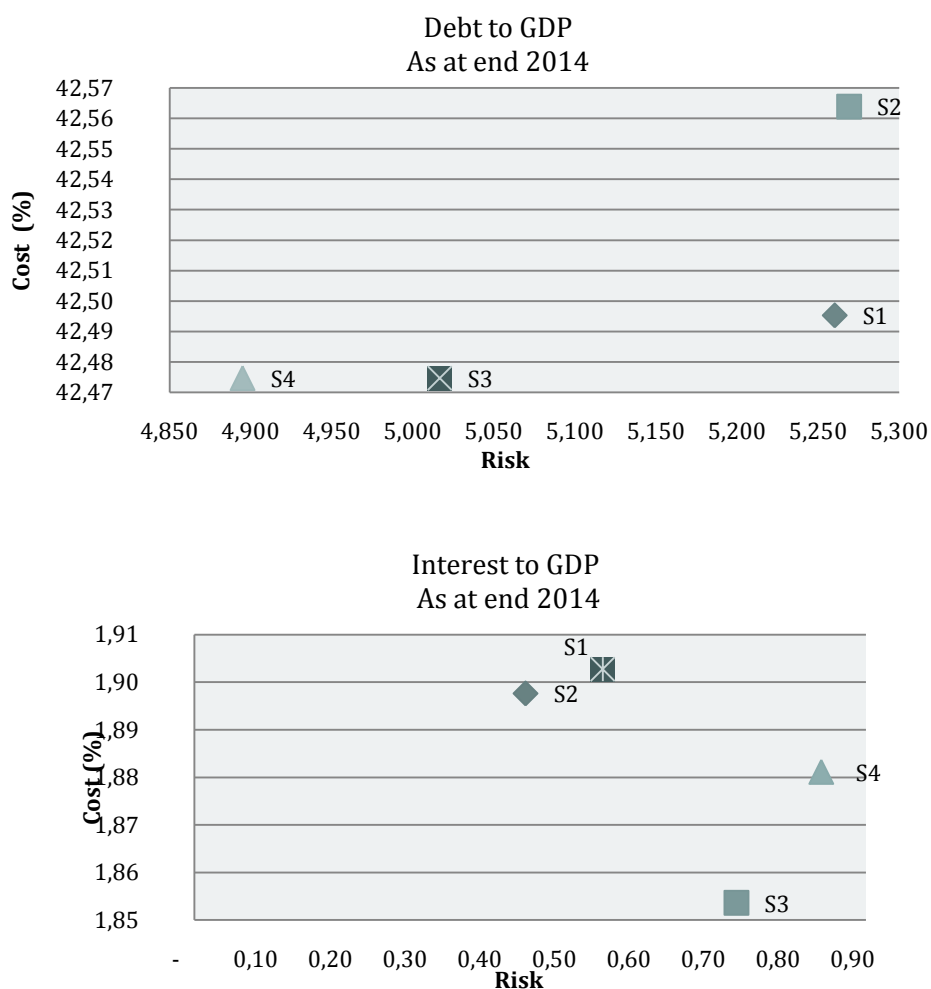 Debt to GDP
As at end 2014
42,57
42,56
42,55
42,54
42,53
42,52
42,51
42,50
42,49
42,48
42,47
Cost (%)
S2
S1
S4
S3
4,850 4,900 4,950 5,000 5,050 5,100 5,150 5,200 5,250 5,300
Risk
Interest to GDP
As at end 2014
1,91
1,90
1,89
1,88
1,87
1,86
1,85
Cost (%)
S1
S2
S4
S3
- 0,10 0,20 0,30 0,40 0,50 0,60 0,70 0,80 0,90
Risk